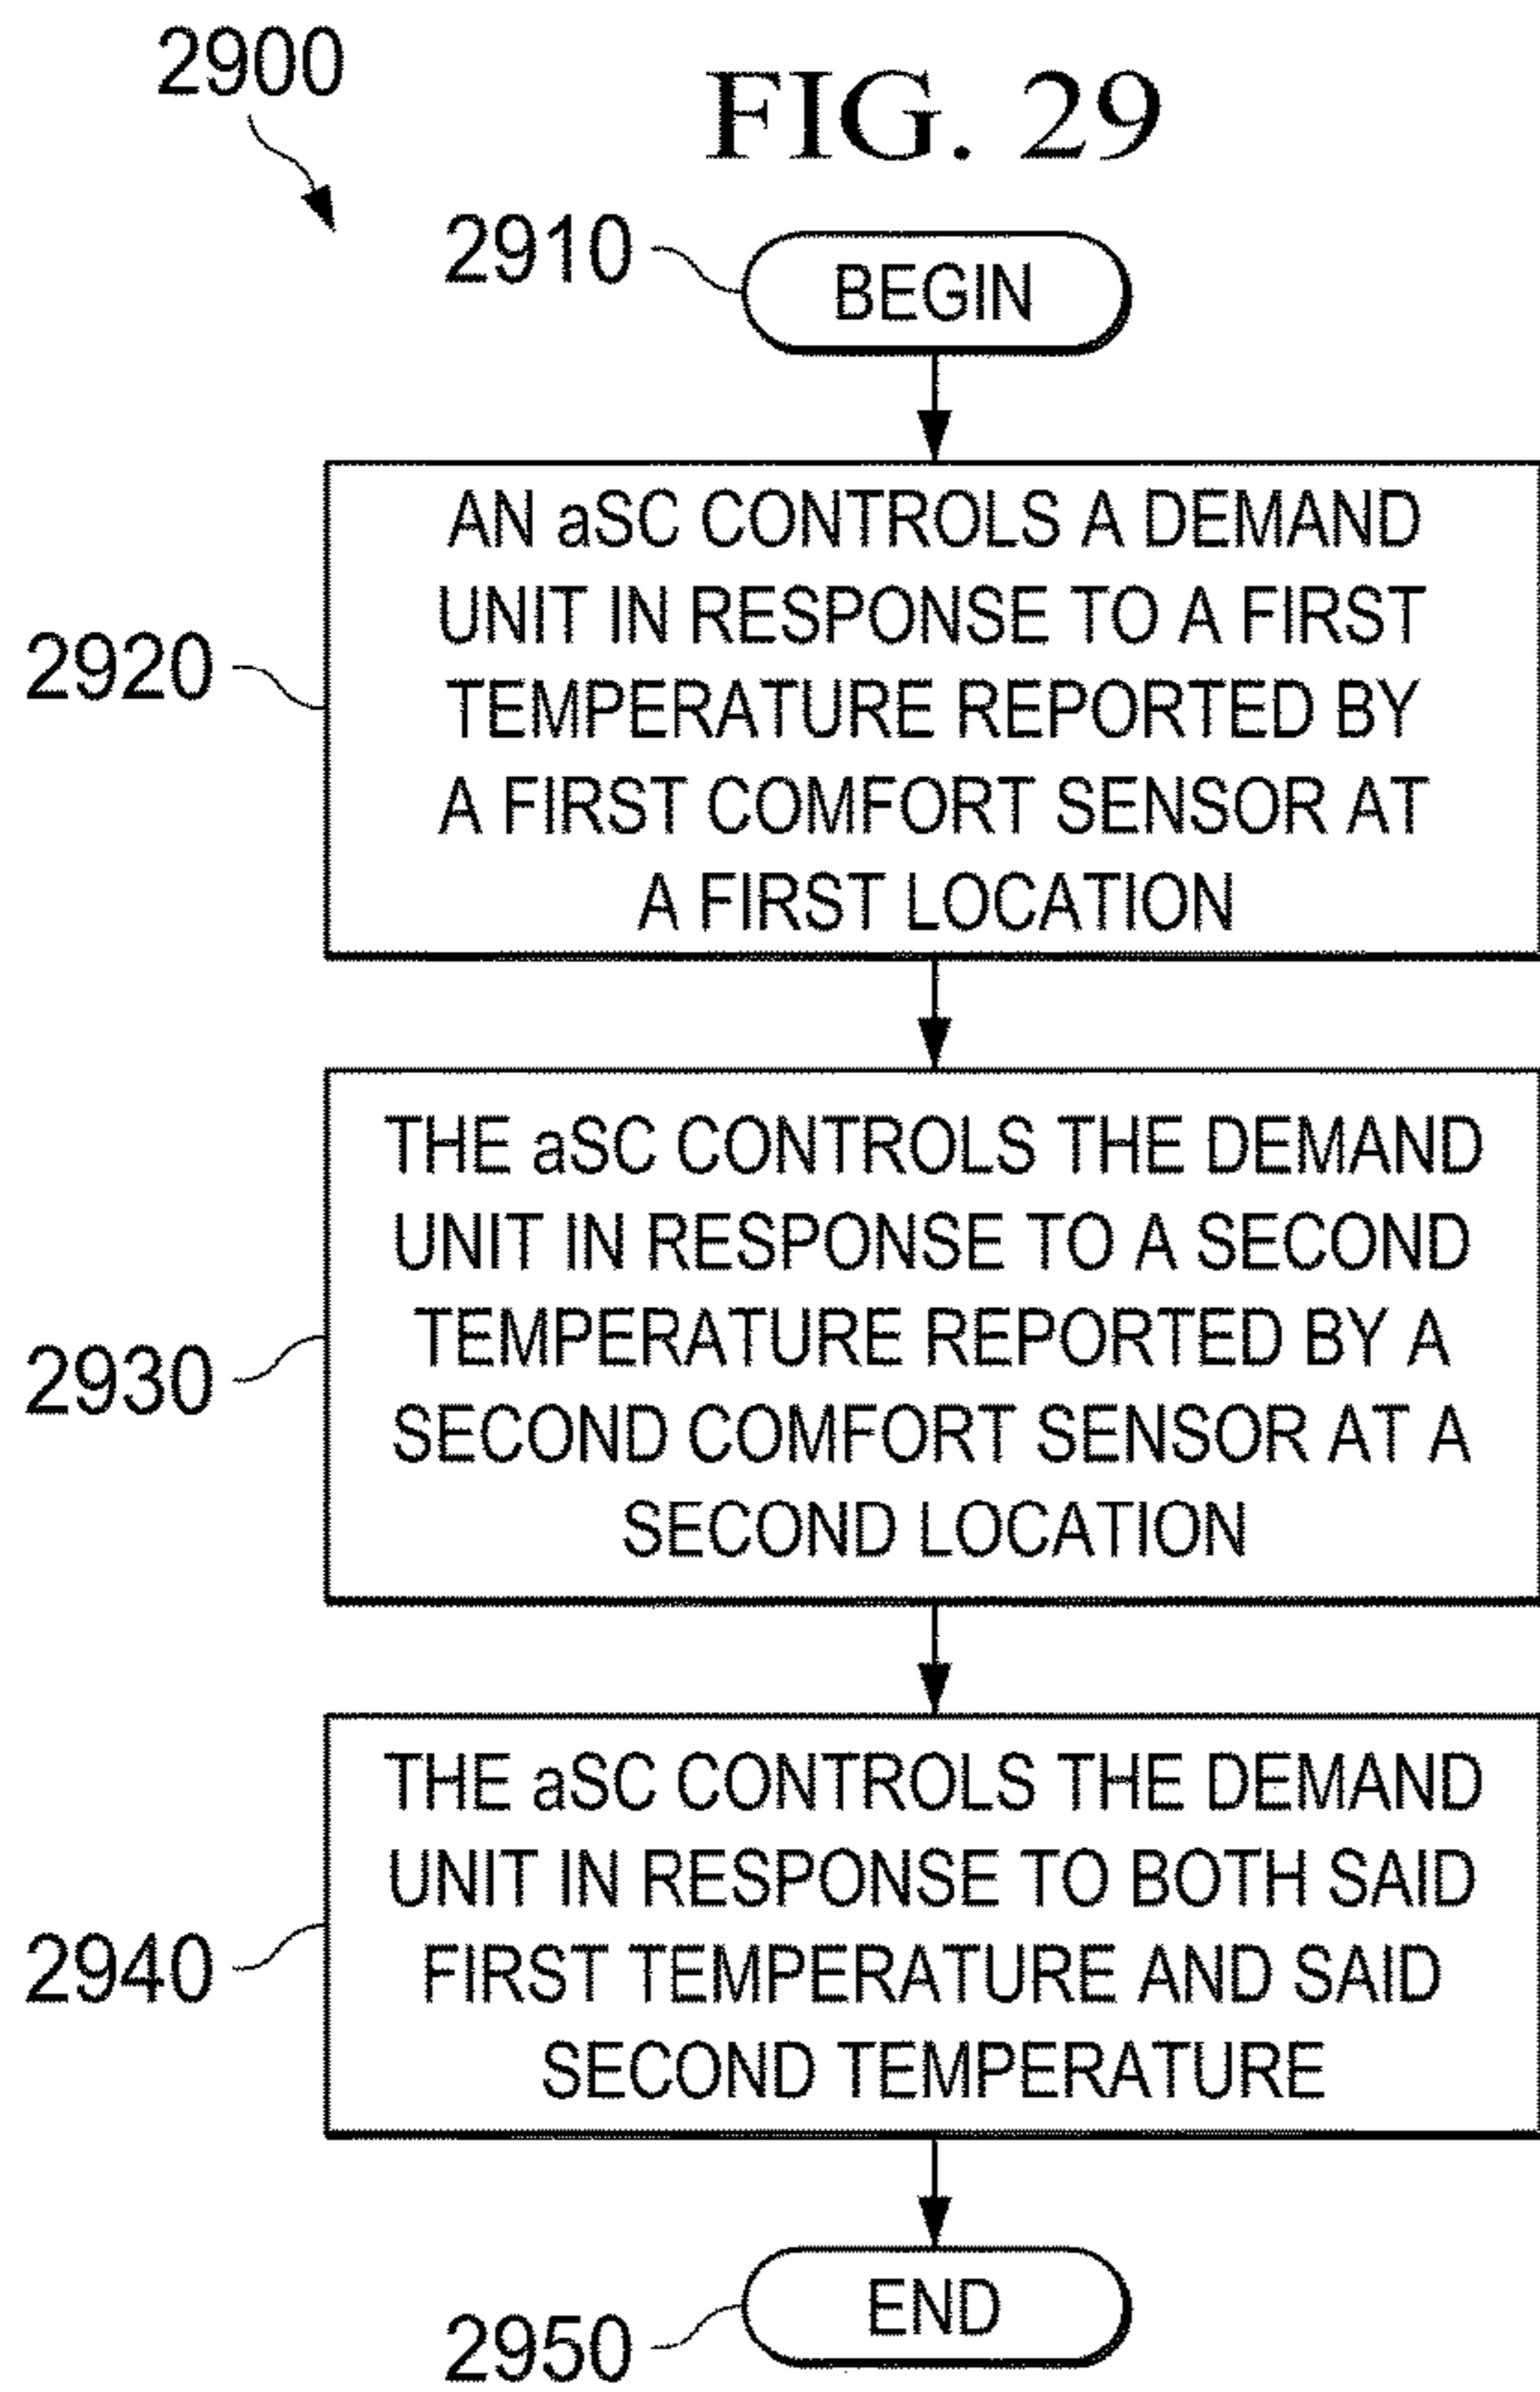 2900
FIG. 29
2910
BEGIN
AN aSC CONTROLS A DEMAND
UNIT IN RESPONSE TO A FIRST
2920
TEMPERATURE REPORTED BY
A FIRST COMFORT SENSOR AT
A FIRST LOCATION
THE aSC CONTROLS THE DEMAND
UNIT IN RESPONSE TO A SECOND
TEMPERATURE REPORTED BY A
2930
SECOND COMFORT SENSOR AT A
SECOND LOCATION
THE aSC CONTROLS THE DEMAND
UNIT IN RESPONSE TO BOTH SAID
2940
FIRST TEMPERATURE AND SAID
SECOND TEMPERATURE
END
2950